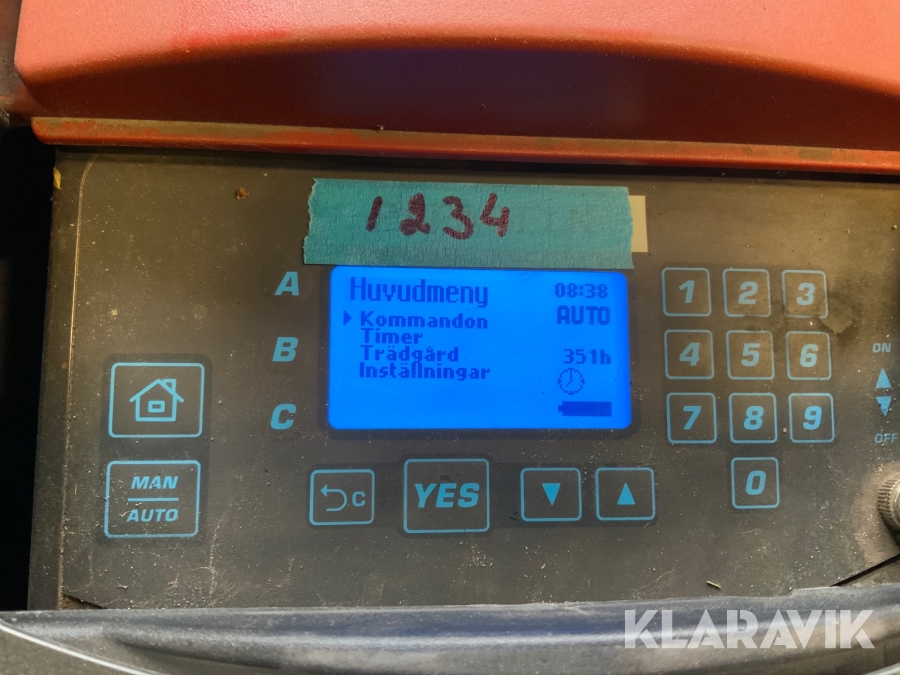 1234
A
Huvudmeny 08:38
Kommandon AUTO
B
Timer
Trädgård 351h
Inställningar
C
1 2 3
4 5 6
7 8 9
0
ON
OFF
MAN
AUTO
C
YES
KLARAVIK